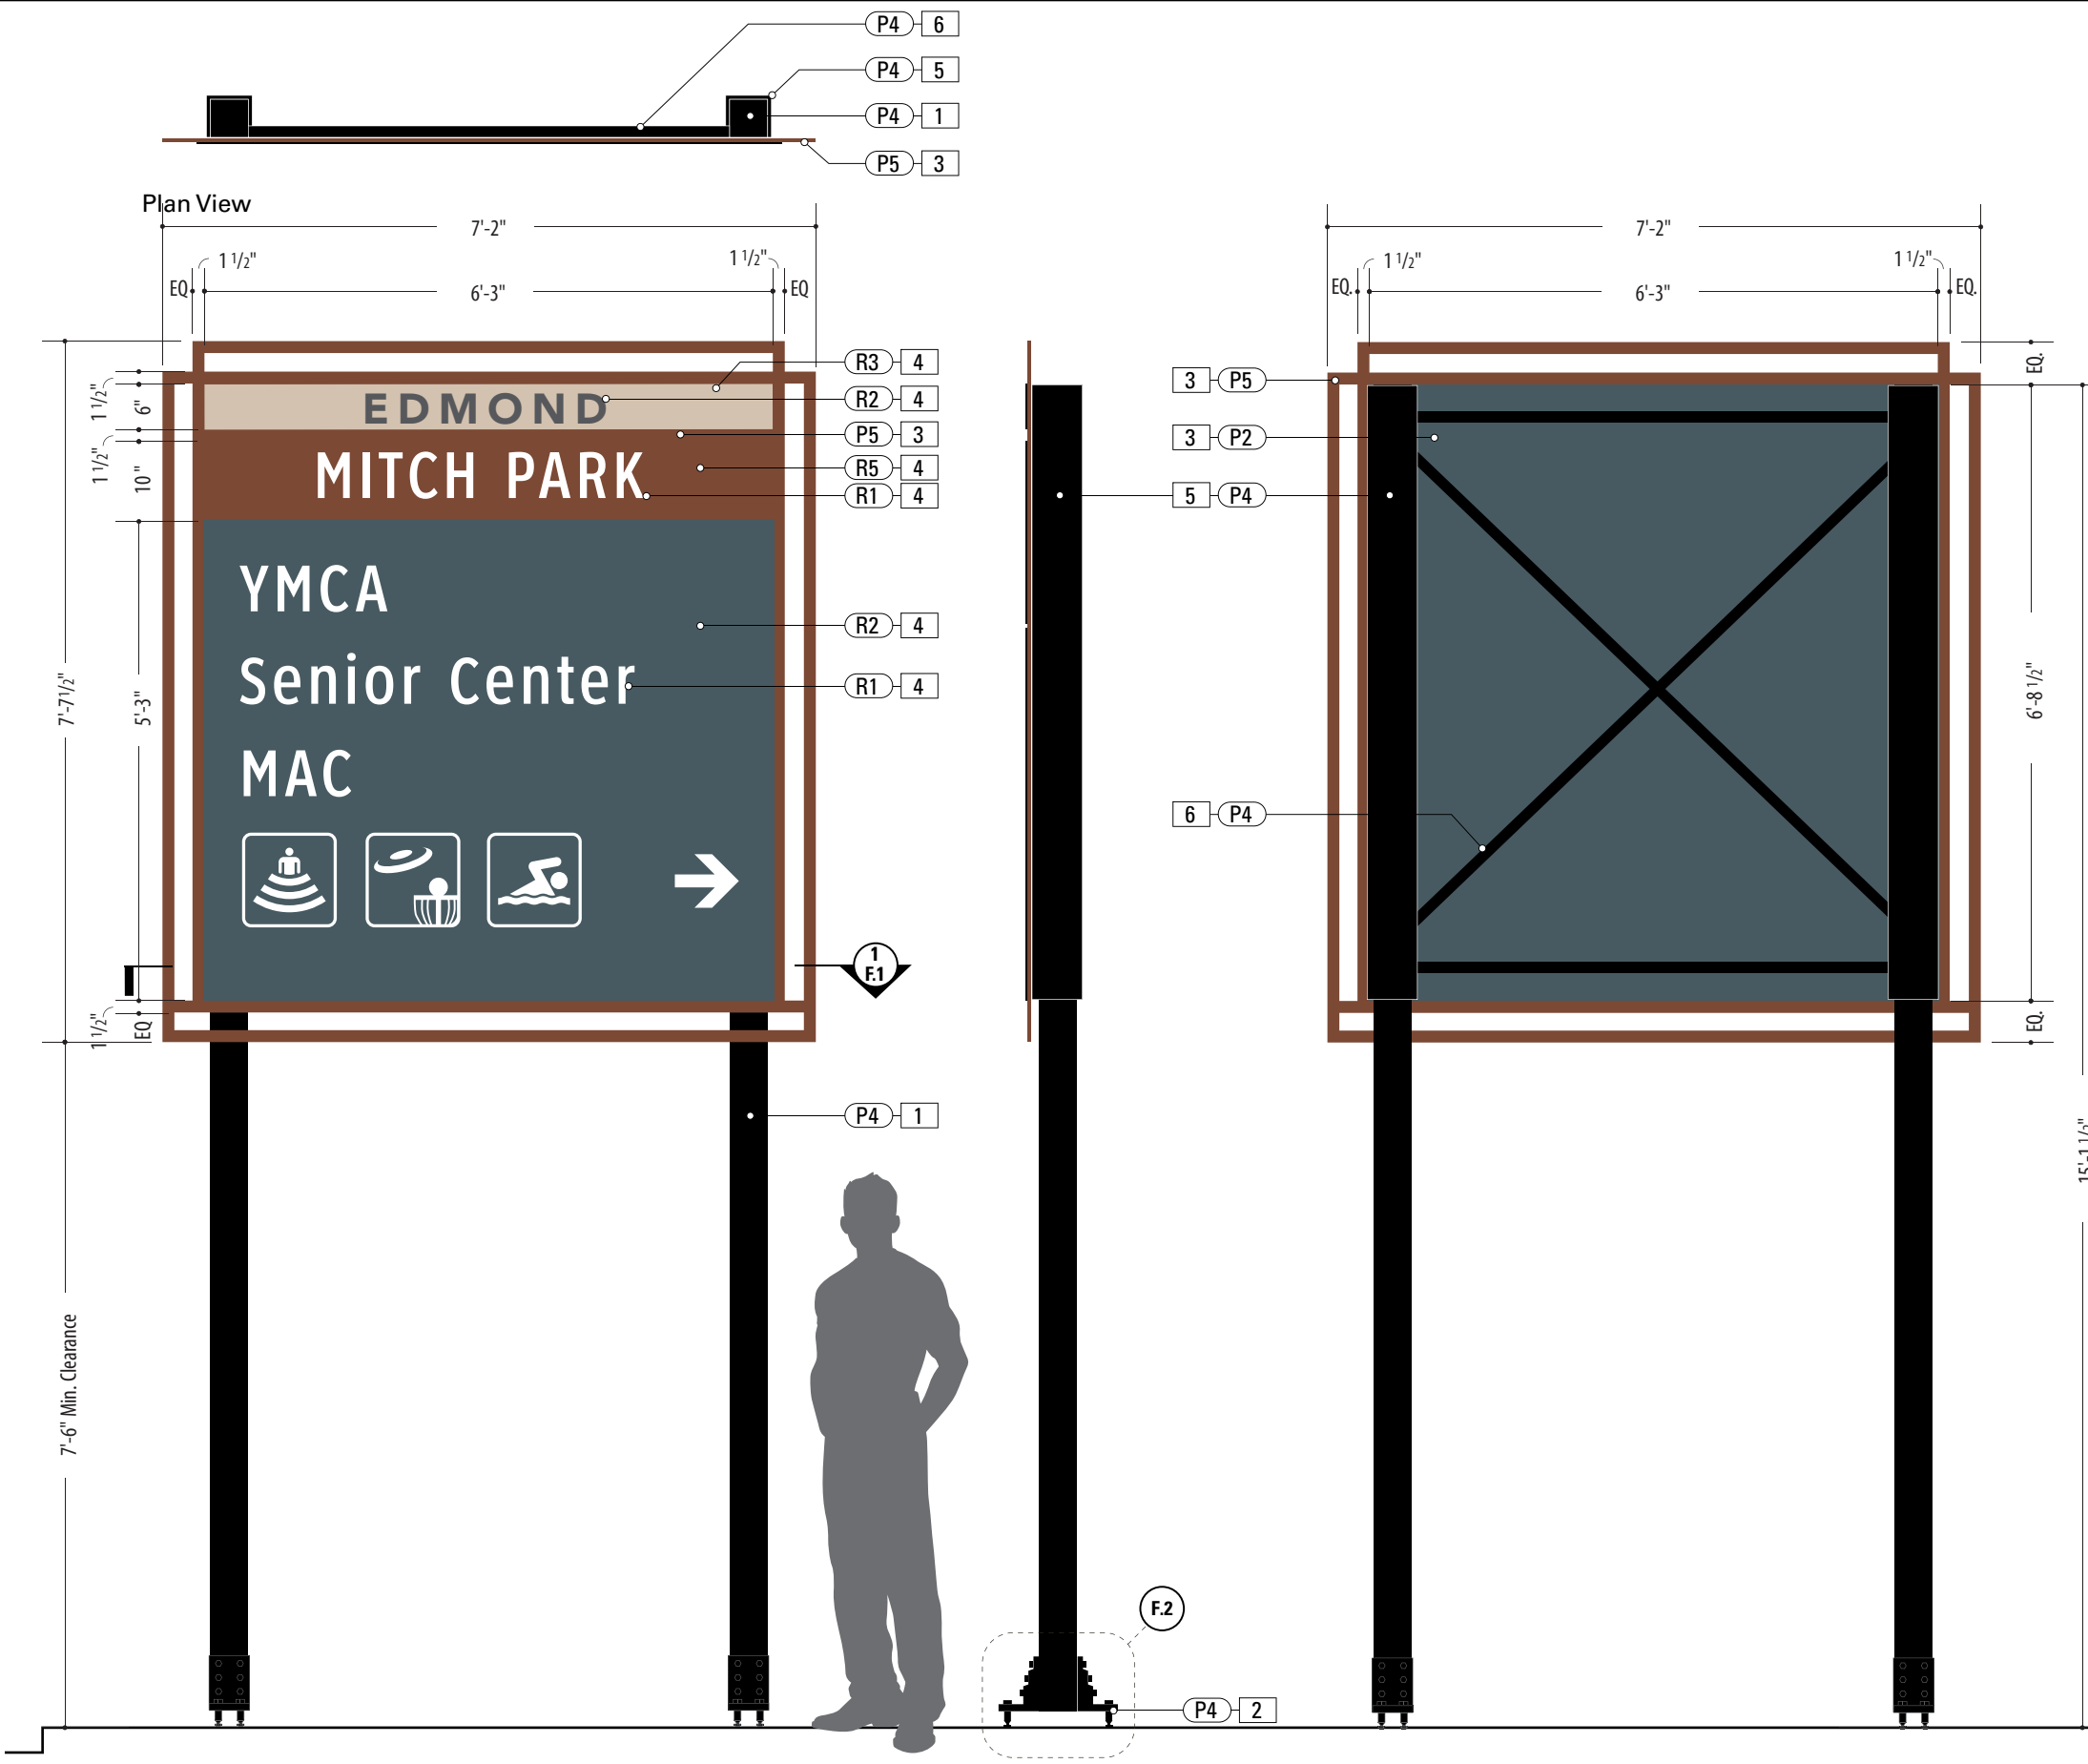 P4 6
P4 5
P4 1
P5 3
Plan View
7'-2"
1 1/2" 1 1/2"
EQ 6'-3" EQ
7'-2"
1 1/2" 1 1/2"
EQ. 6'-3" EQ.
1 1/2"
6"
1 1/2"
10"
5'-3"
7'-7 1/2"
1 1/2"
EQ
7'-6" Min. Clearance
EDMOND
MITCH PARK
YMCA
Senior Center
MAC
R3 4
R2 4
P5 3
R5 4
R1 4
R2 4
R1 4
1
F.1
P4 1
3 P5
3 P2
5 P4
6 P4
EQ.
6'-8 1/2"
EQ.
15'-1 1/2"
F.2
P4 2